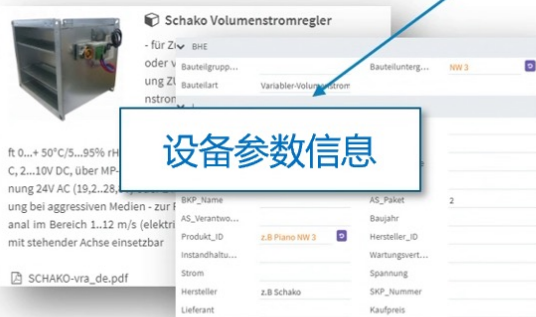 Schako Volumenstromregler
- für Zu
oder v
ung ZU
nstron
ft 0...+ 50°C/5...95% rH
C, 2...10V DC, über MP-
nung 24V AC (19,2...28,
ung bei aggressiven Medien - zur F
anal im Bereich 1..12 m/s (elektri
mit stehender Achse einsetzbar
SCHAKO-vra_de.pdf
BHE
Bauteilgrupp...
Bauteilunterg...
NW 3
Bauteilart
Variabler-Volumenstrom
设备参数信息
BKP_Name
AS_Paket
2
AS_Verantwo...
Baujahr
Produkt_ID
z.B Piano NW 3
Hersteller_ID
Instandhaltu...
Wartungsvert...
Strom
Spannung
Hersteller
z.B Schako
SKP_Nummer
Lieferant
Kaufpreis